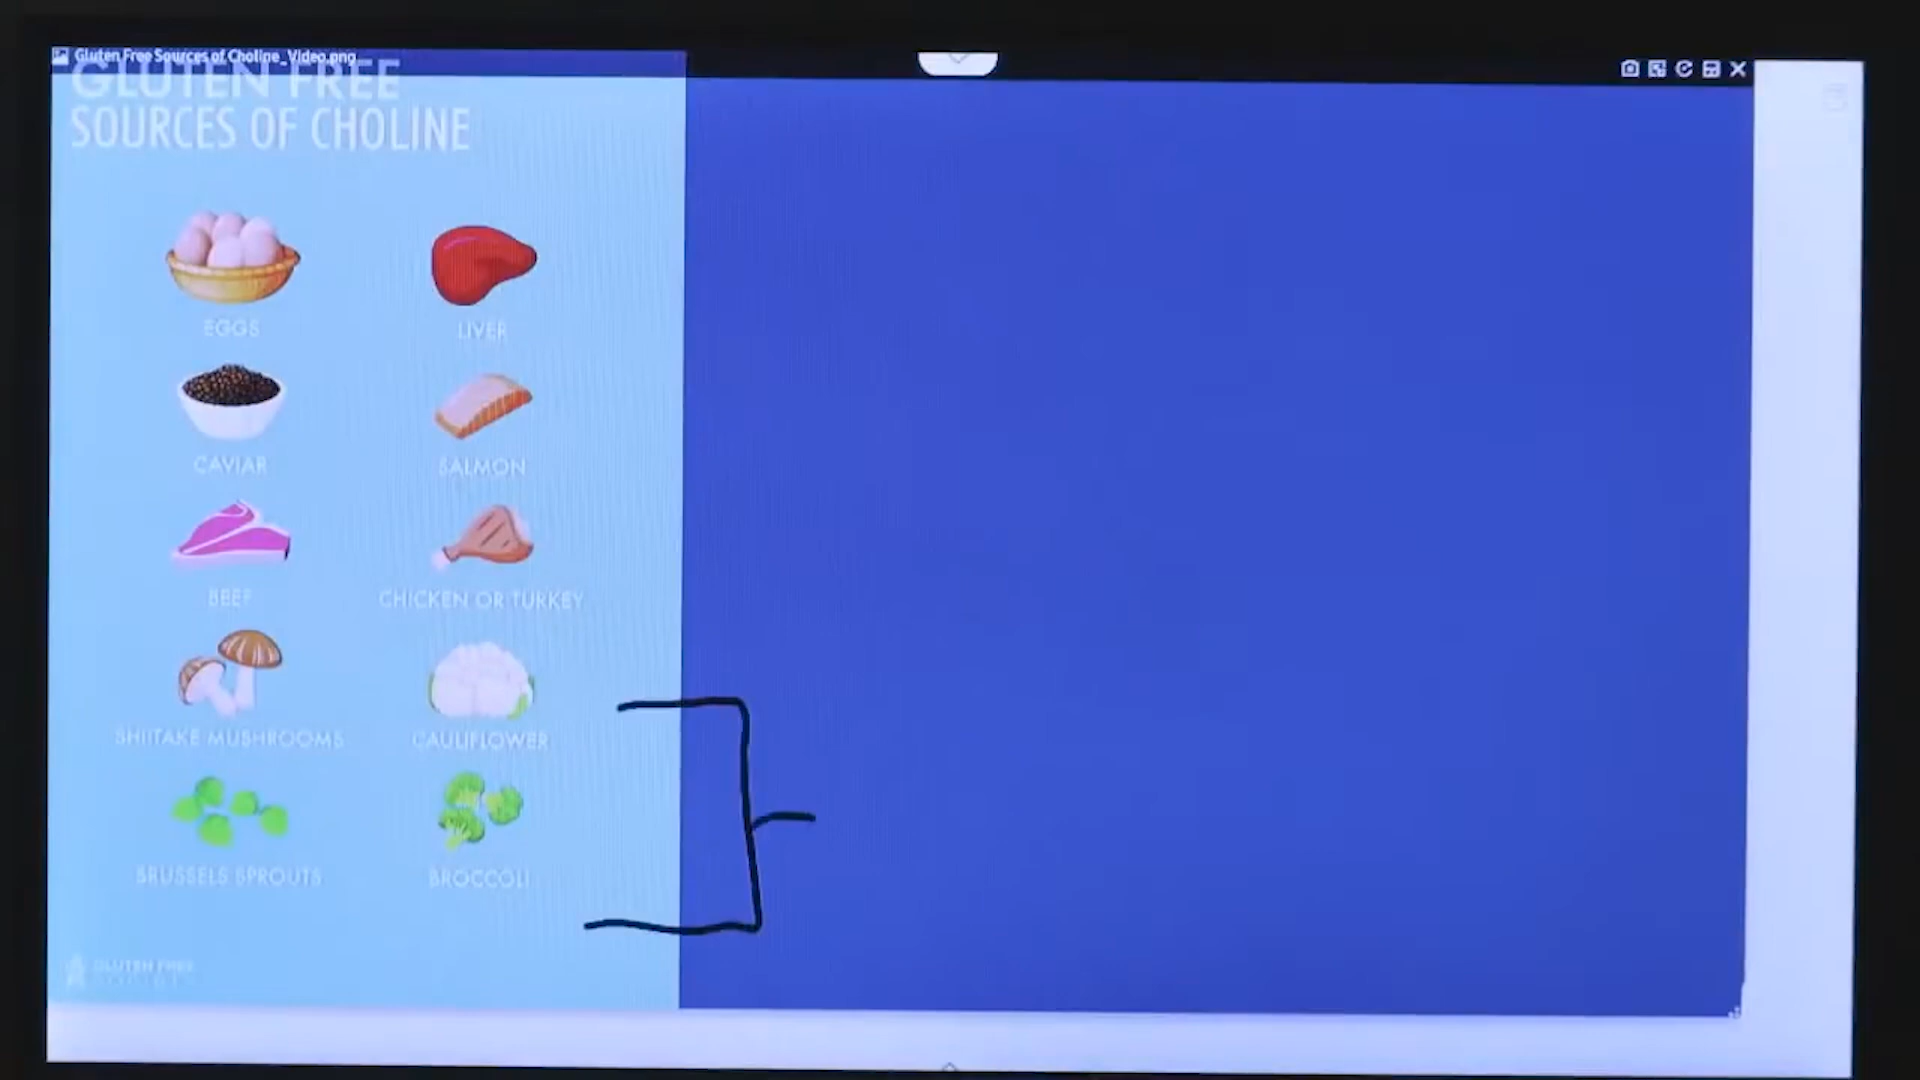 Gluten Free Sources of Choline_Video.png
GLUTEN FREE
SOURCES OF CHOLINE
EGGS
LIVER
CAVIAR
SALMON
BEEF
CHICKEN OR TURKEY
SHIITAKE MUSHROOMS
CAULIFLOWER
BRUSSELS SPROUTS
BROCCOLI
GLUTEN FREE